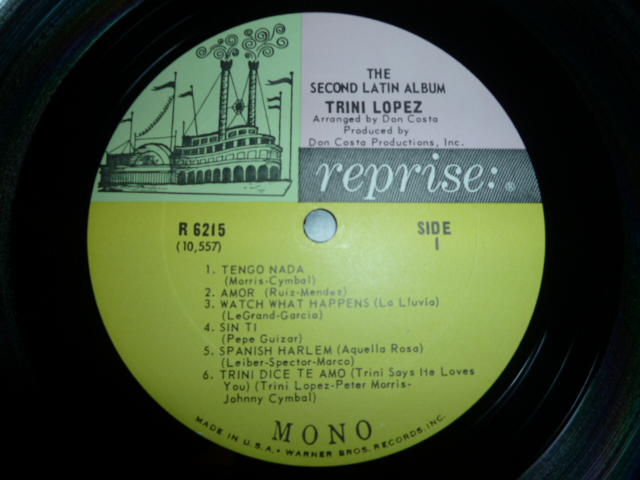 THE
SECOND LATIN ALBUM
TRINI LOPEZ
Arranged by Don Costa
Produced by
Don Costa Productions, Inc.
reprise: ®
R 6215
(10,557)
SIDE
1
1. TENGO NADA
(Morris-Cymbal)
2. AMOR (Ruiz-Mendez)
3. WATCH WHAT HAPPENS (La Lluvia)
(LeGrand-Garcia)
4. SIN TI
(Pepe Guizar)
5. SPANISH HARLEM (Aquella Rosa)
(Leiber-Spector-Marco)
6. TRINI DICE TE AMO (Trini Says He Loves
You) (Trini Lopez-Peter Morris-
Johnny Cymbal)
MONO
MADE IN U.S.A. • WARNER BROS. RECORDS, INC.